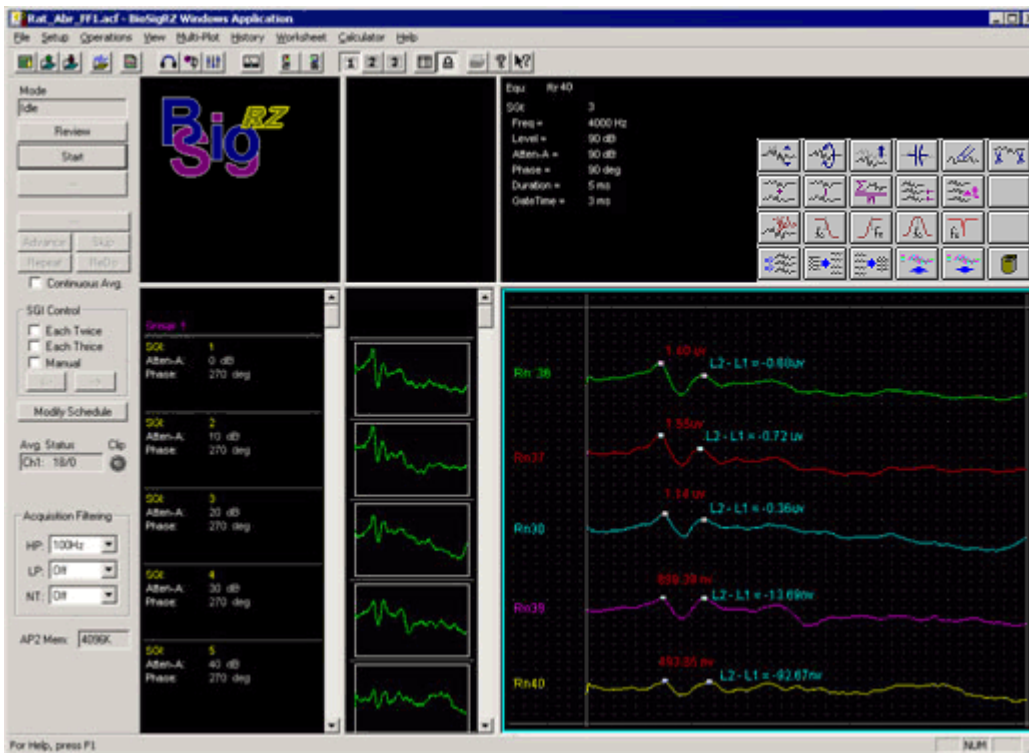 Rat_Abr_FF1.acf - BioSigRZ Windows Application
File Setup Operations View Multi-Plot History Worksheet Calculator Help
1 2 3
Mode
Idle
Review
Start
Advance Skip
Repeat ReDo
Continuous Avg.
SGI Control
Each Twice
Each Thrice
Manual
Modify Schedule
Avg. Status Clip
Ch1: 18/0
Acquisition Filtering
HP: 100Hz
LP: Off
NT: Off
AP2 Mem: 4096K
BioSig RZ
Group 1
SGI: 1
Atten-A: 0 dB
Phase: 270 deg
SGI: 2
Atten-A: 10 dB
Phase: 270 deg
SGI: 3
Atten-A: 20 dB
Phase: 270 deg
SGI: 4
Atten-A: 30 dB
Phase: 270 deg
SGI: 5
Atten-A: 40 dB
Phase: 270 deg
40
SGI: 3
Freq = 4000 Hz
Level = 90 dB
Atten-A = 90 dB
Phase = 90 deg
Duration = 5 ms
GateTime = 3 ms
1.60 uv
L2 - L1 = -0.88uv
Rn:36
1.55uv
L2 - L1 = -0.72 uv
Rn37
1.14 uv
L2 - L1 = -0.36uv
899.39 nv
L2 - L1 = -13.69nv
Rn39
L2 - L1 = -92.67nv
Rn40
For Help, press F1
NUM